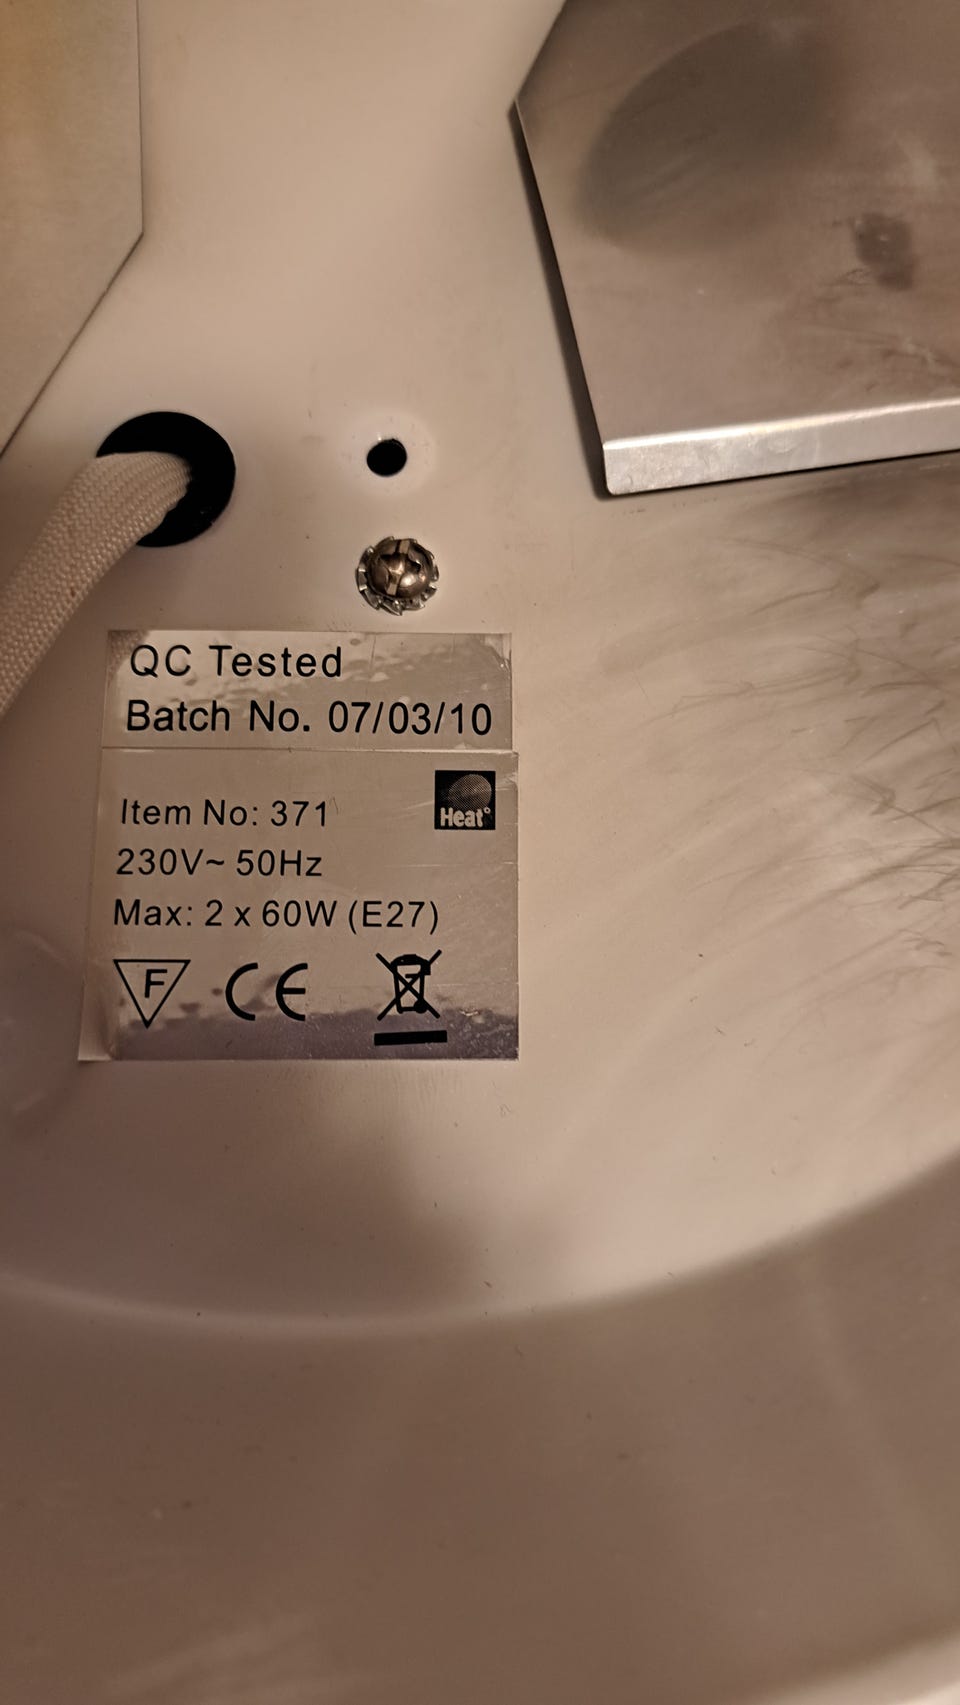 QC Tested
Batch No. 07/03/10
Item No: 371
Heat°
230V~ 50Hz
Max: 2 x 60W (E27)
F CE